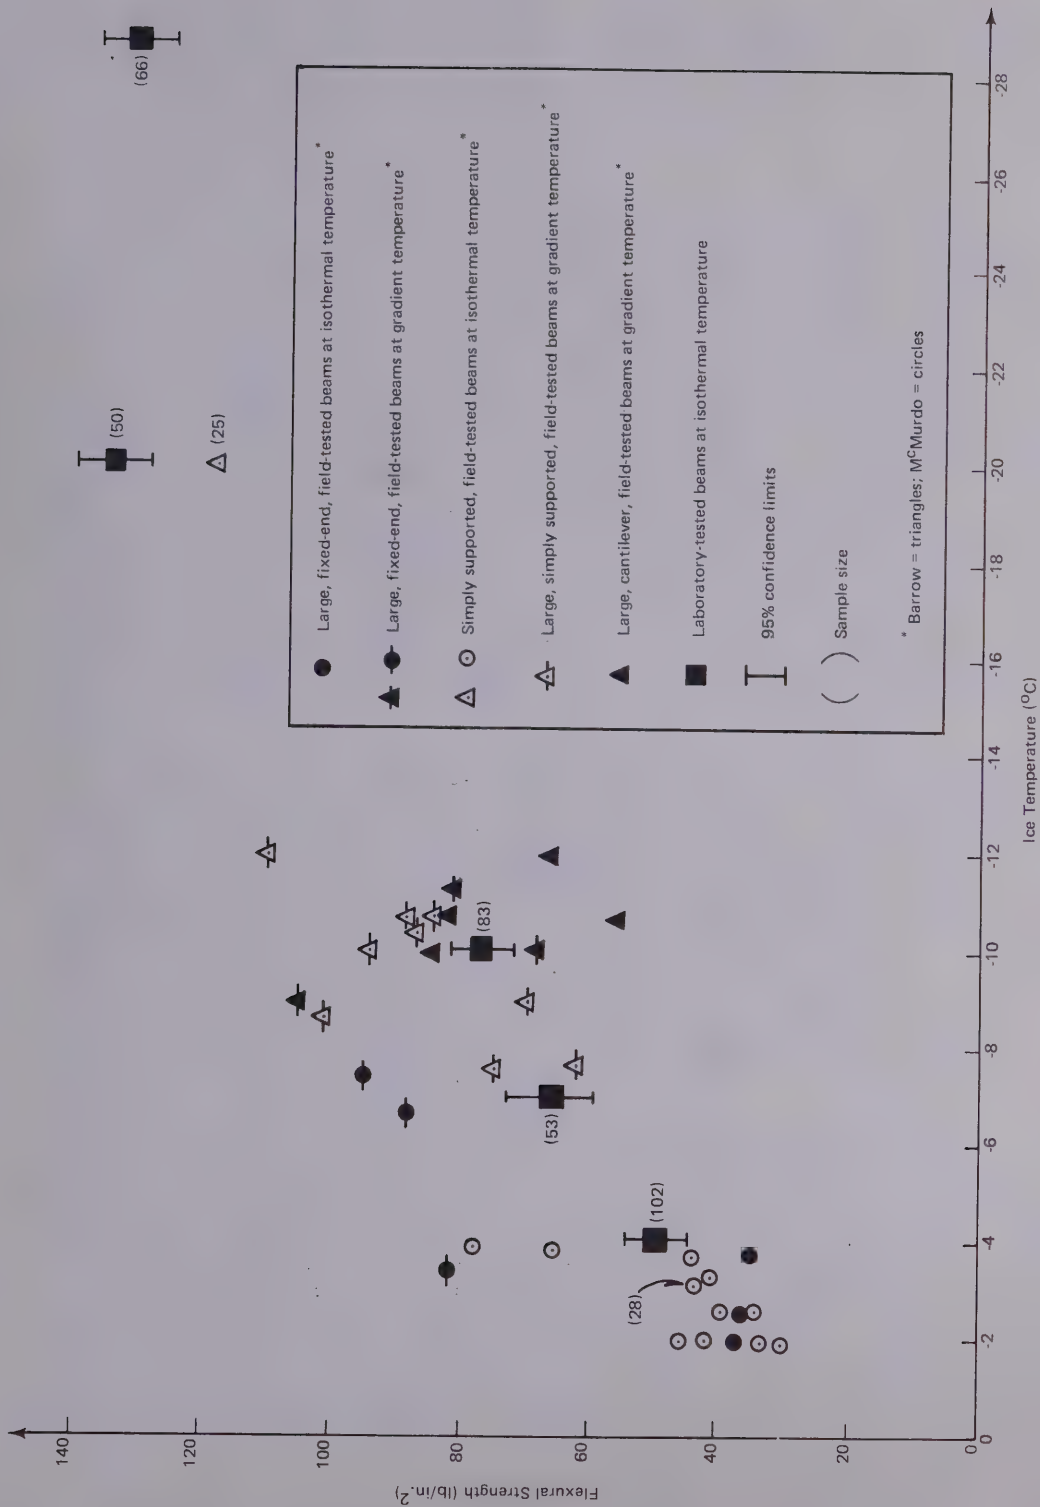 Flexural Strength (lb/in.²)
140
120
100
80
60
40
20
0
(66)
(50)
(25)
(83)
(53)
(102)
(28)
Large, fixed-end, field-tested beams at isothermal temperature*
Large, fixed-end, field-tested beams at gradient temperature*
Simply supported, field-tested beams at isothermal temperature*
Large, simply supported, field-tested beams at gradient temperature*
Large, cantilever, field-tested beams at gradient temperature*
Laboratory-tested beams at isothermal temperature
95% confidence limits
( ) Sample size
* Barrow = triangles; McMurdo = circles
0 -2 -4 -6 -8 -10 -12 -14 -16 -18 -20 -22 -24 -26 -28
Ice Temperature (°C)